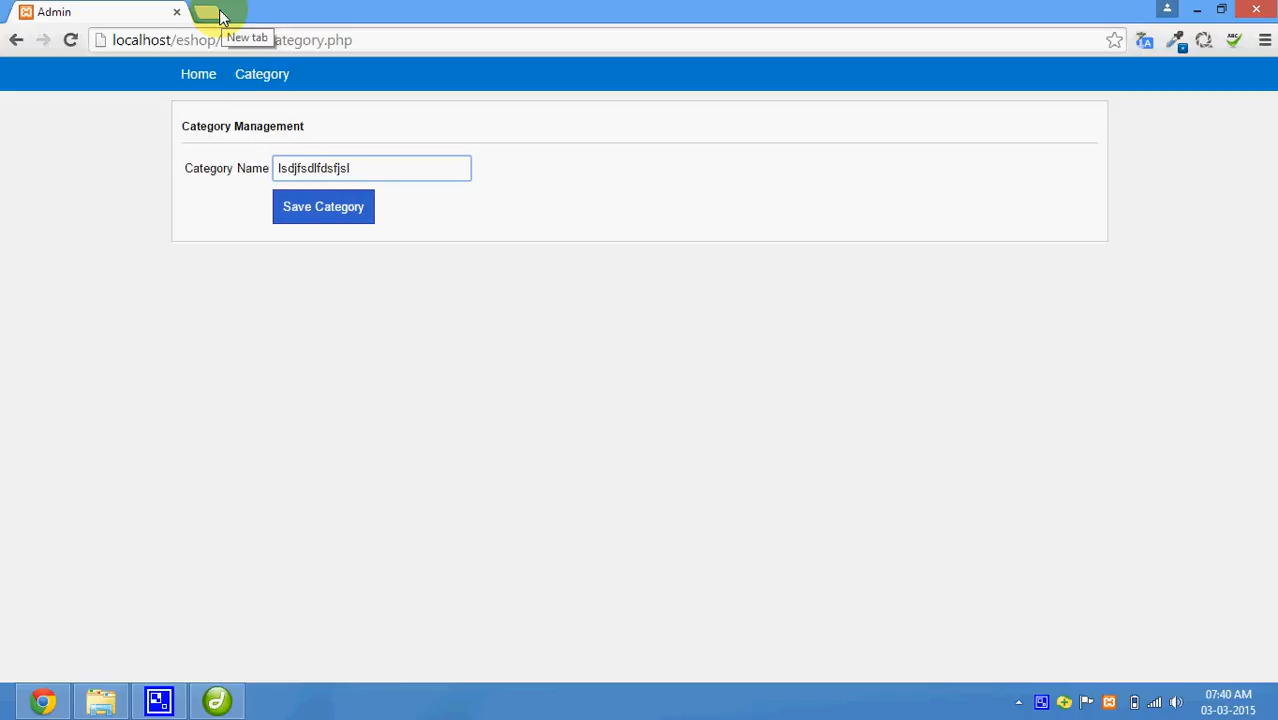 Admin
New tab
localhost/eshop/ ategory.php
Home Category
Category Management
Category Name lsdjfsdlfdsfjsl
Save Category
07:40 AM
03-03-2015